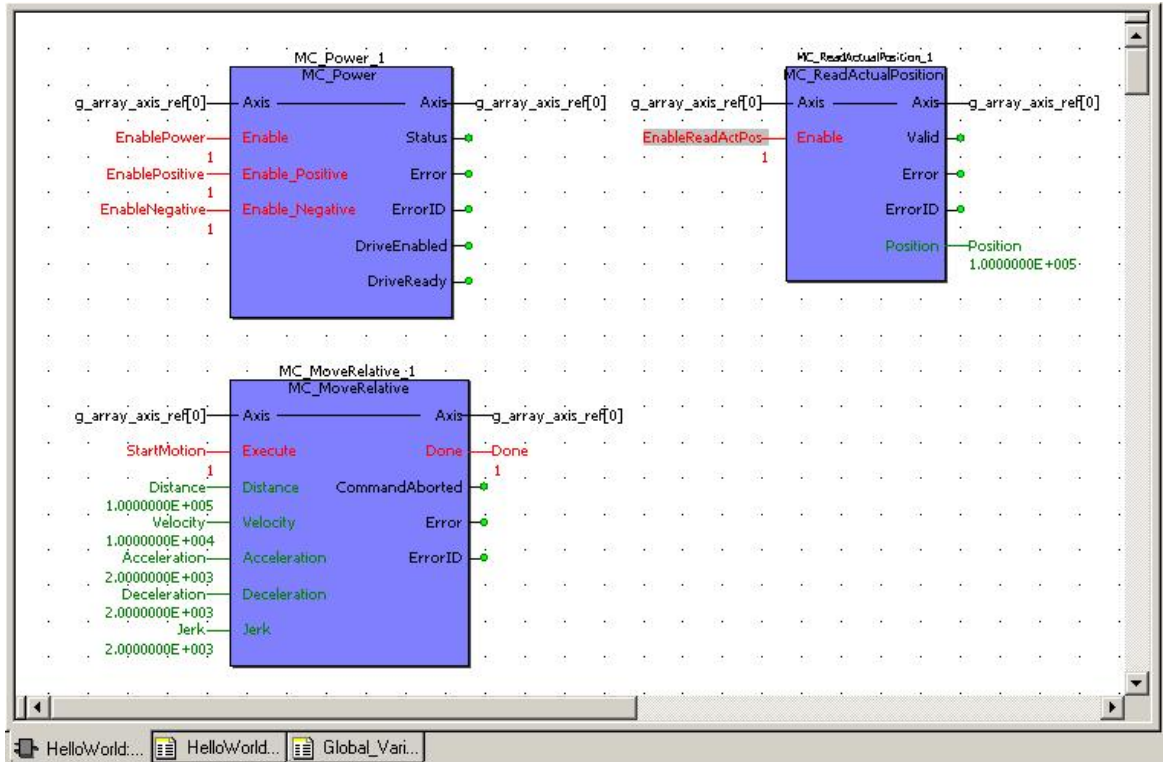 MC_Power_1
MC_Power
g_array_axis_ref[0] Axis Axis g_array_axis_ref[0]
EnablePower Enable Status
1
EnablePositive Enable_Positive Error
1
EnableNegative Enable_Negative ErrorID
1
DriveEnabled
DriveReady
MC_ReadActualPosition_1
MC_ReadActualPosition
g_array_axis_ref[0] Axis Axis g_array_axis_ref[0]
EnableReadActPos Enable Valid
1
Error
ErrorID
Position Position
1.0000000E+005
MC_MoveRelative_1
MC_MoveRelative
g_array_axis_ref[0] Axis Axis g_array_axis_ref[0]
StartMotion Execute Done Done
1 1
Distance Distance CommandAborted
1.0000000E+005
Velocity Velocity Error
1.0000000E+004
Acceleration Acceleration ErrorID
2.0000000E+003
Deceleration Deceleration
2.0000000E+003
Jerk Jerk
2.0000000E+003
HelloWorld:... HelloWorld... Global_Vari...